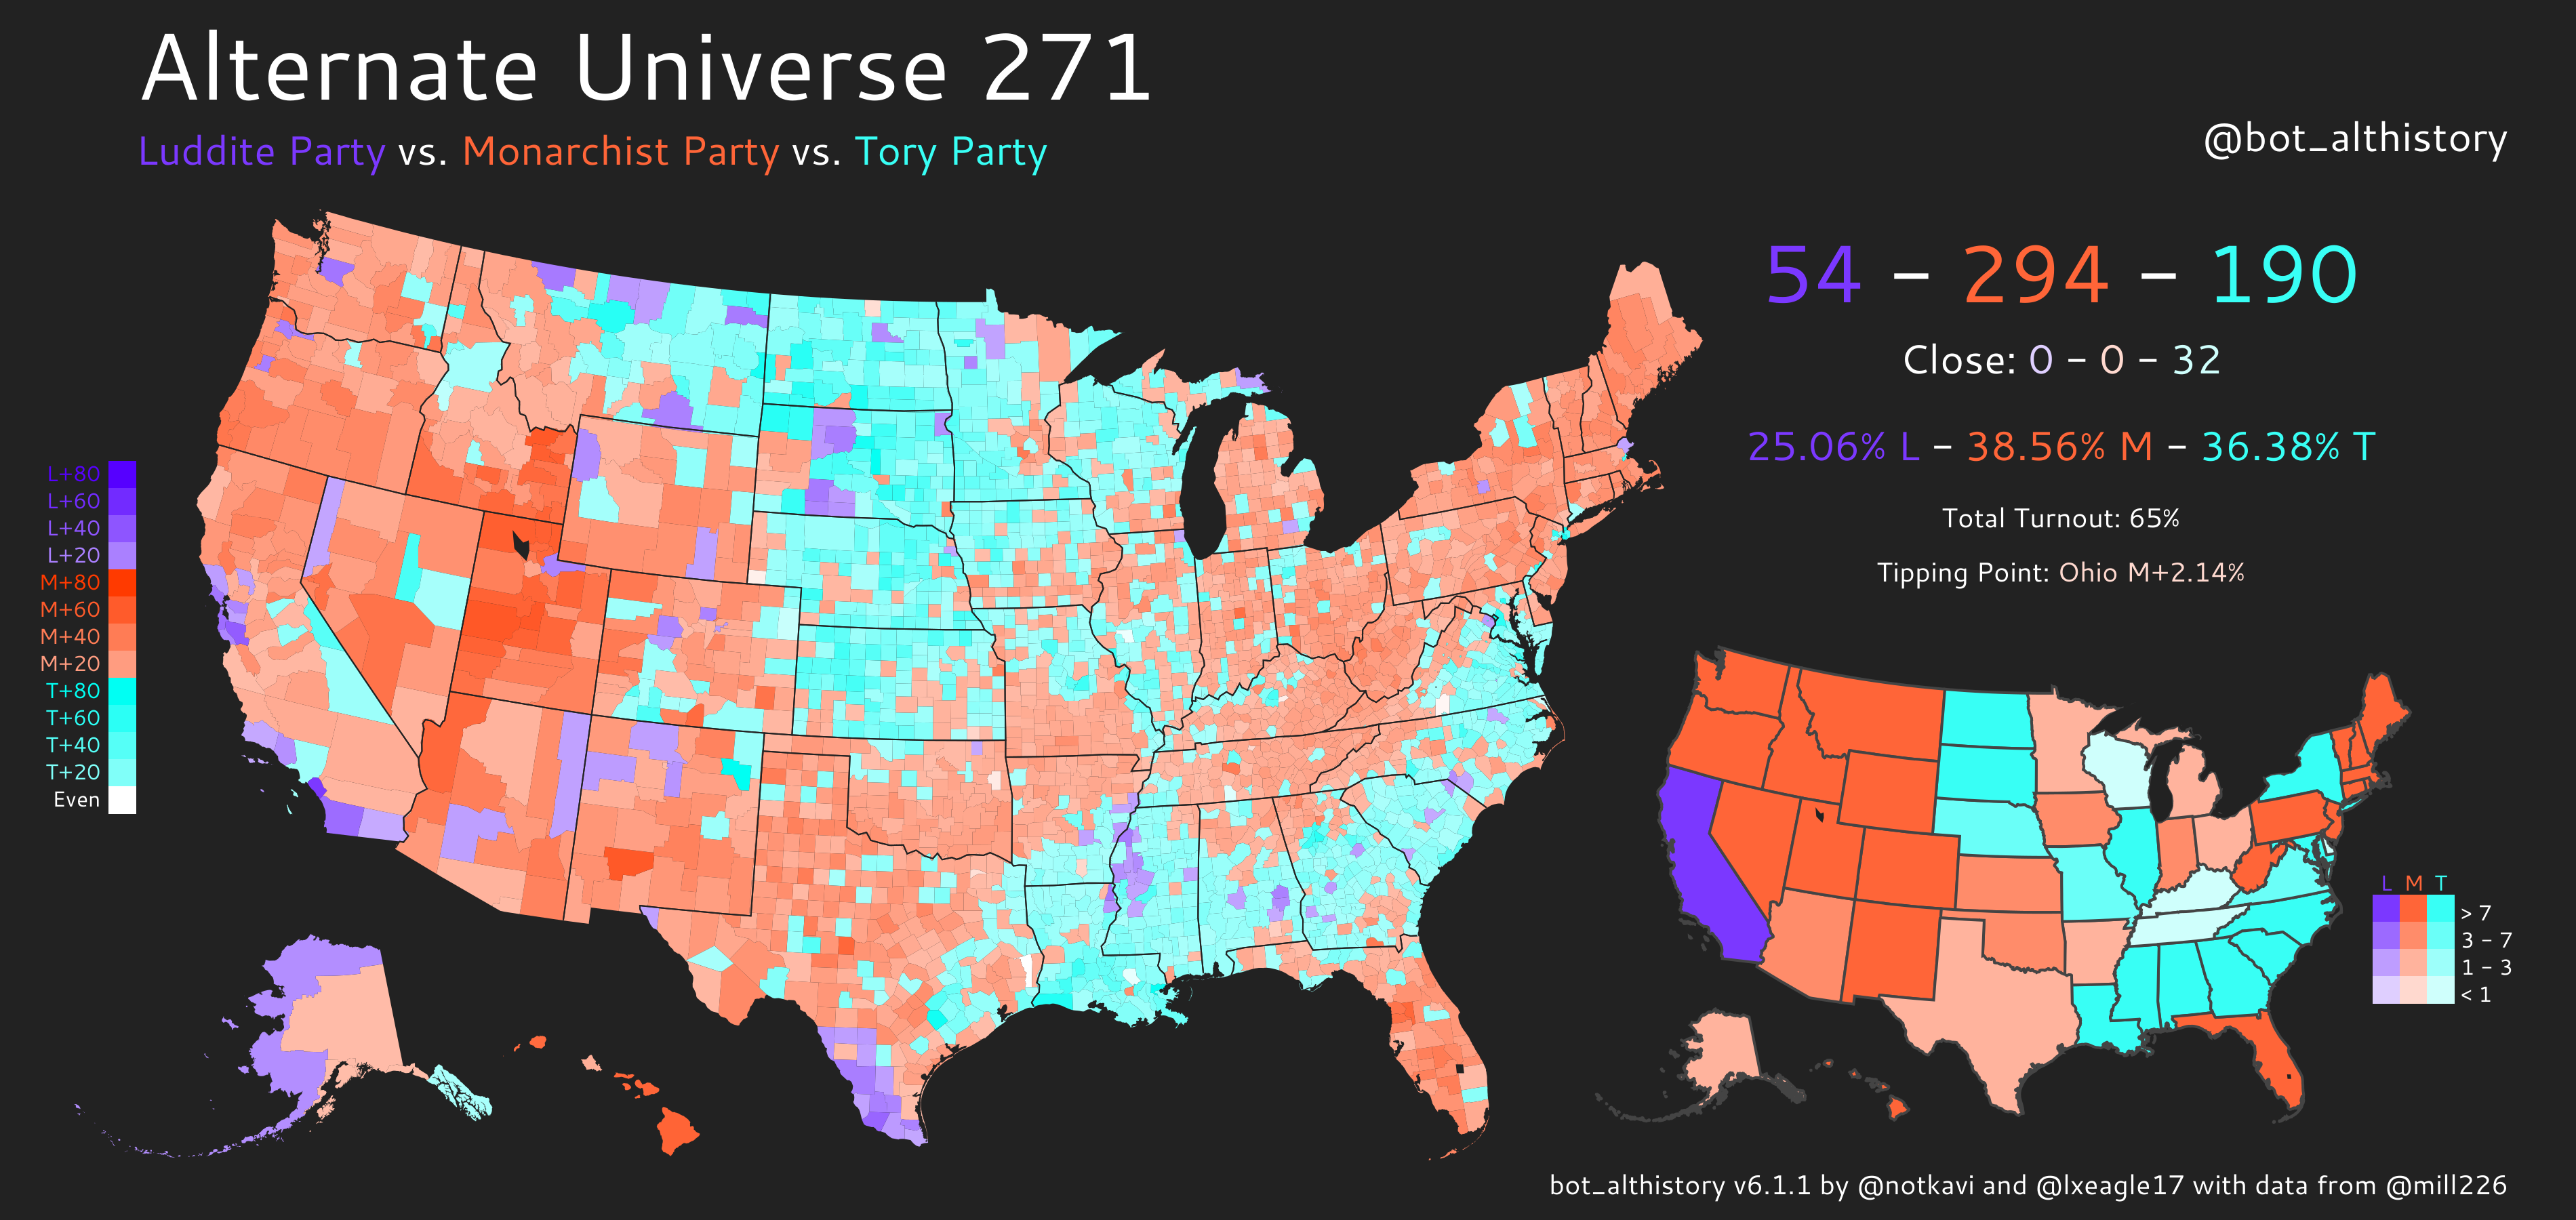 Alternate Universe 271
Luddite Party vs. Monarchist Party vs. Tory Party
@bot_althistory
54 - 294 - 190
Close: 0 - 0 - 32
25.06% L - 38.56% M - 36.38% T
Total Turnout: 65%
Tipping Point: Ohio M+2.14%
L+80
L+60
L+40
L+20
M+80
M+60
M+40
M+20
T+80
T+60
T+40
T+20
Even
L M T
> 7
3 - 7
1 - 3
< 1
bot_althistory v6.1.1 by @notkavi and @lxeagle17 with data from @mill226